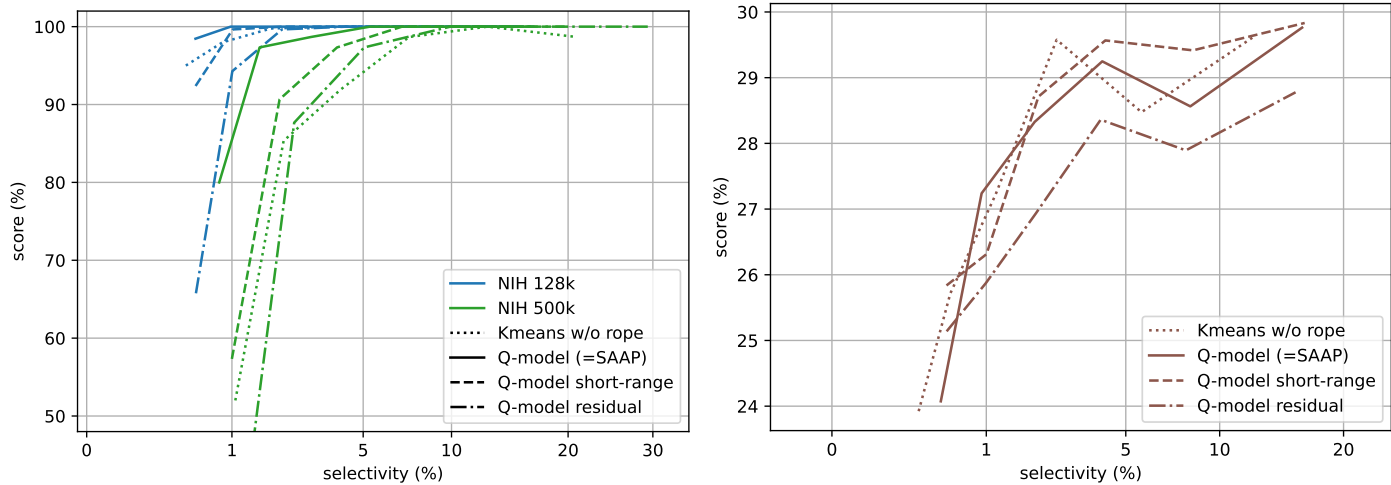 100
90
80
70
60
50
score (%)
0
1
5
10
20
30
selectivity (%)
NIH 128k
NIH 500k
Kmeans w/o rope
Q-model (=SAAP)
Q-model short-range
Q-model residual
30
29
28
27
26
25
24
score (%)
0
1
5
10
20
selectivity (%)
Kmeans w/o rope
Q-model (=SAAP)
Q-model short-range
Q-model residual